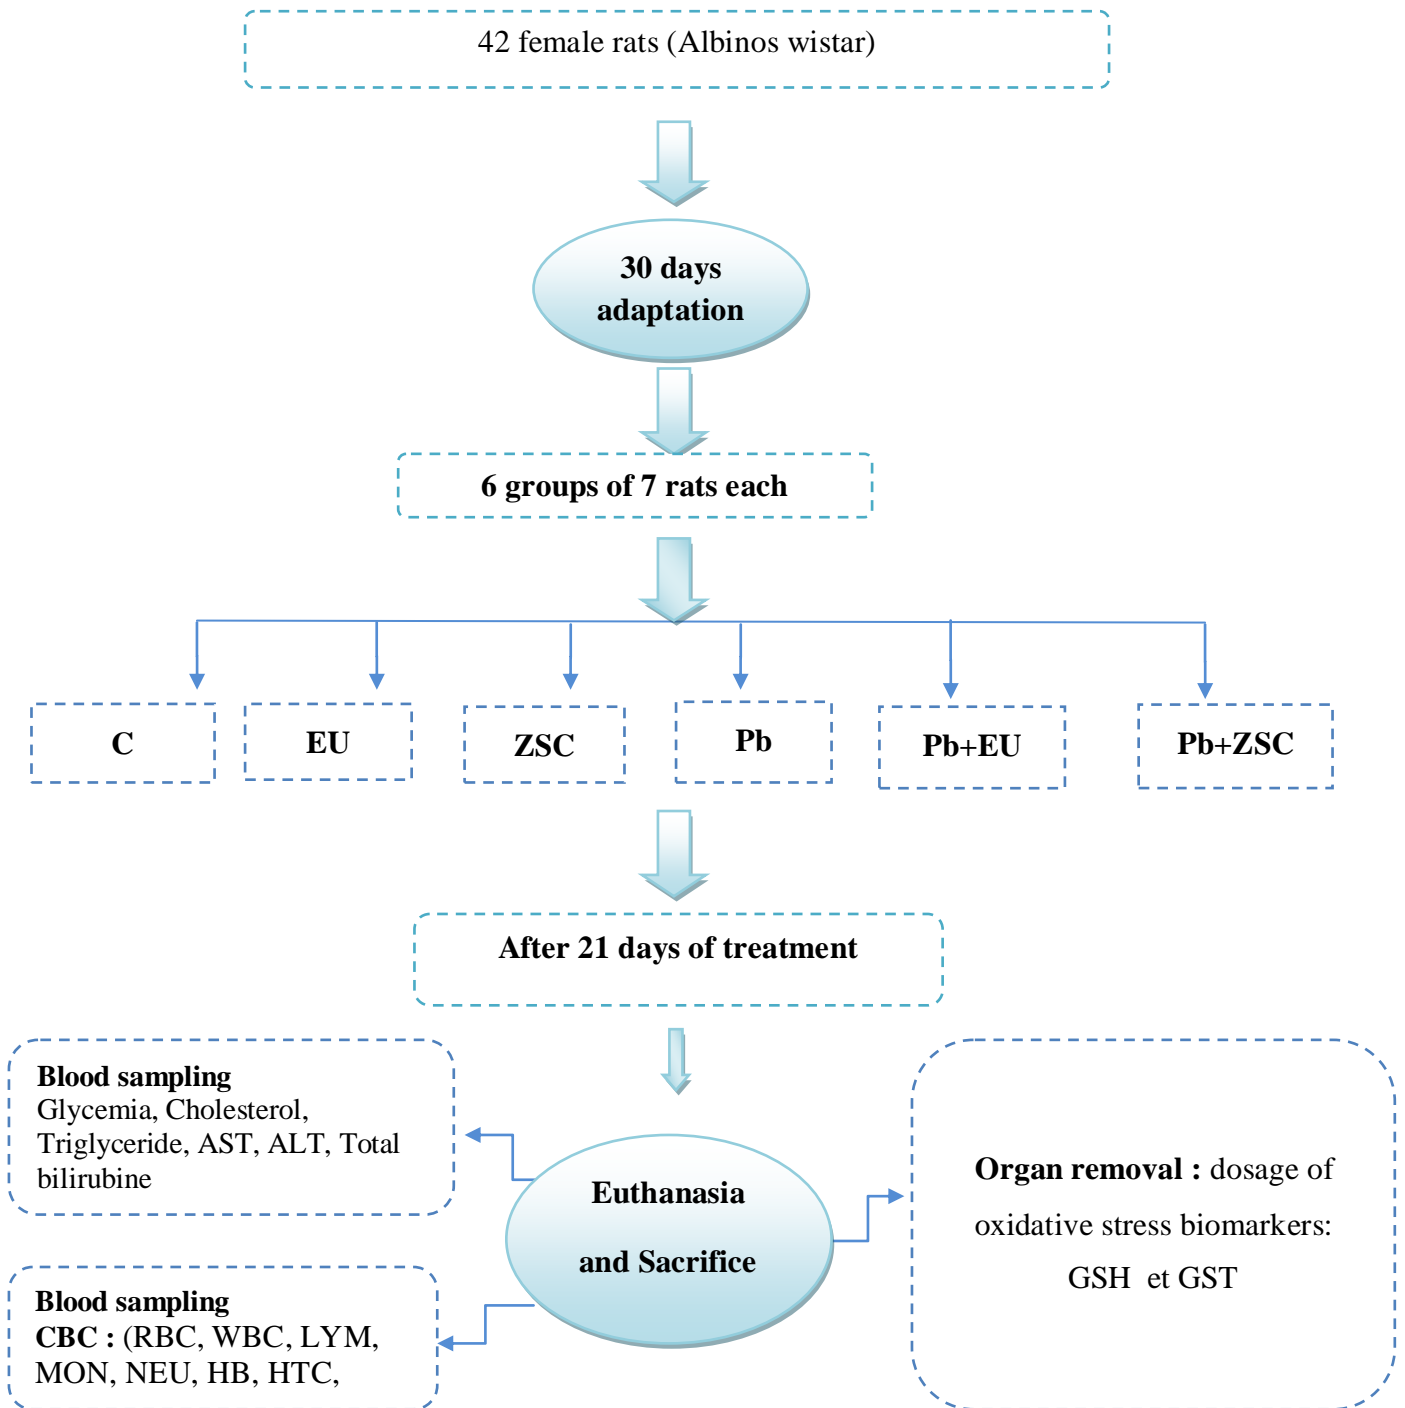 42 female rats (Albinos wistar)
30 days
adaptation
6 groups of 7 rats each
C
EU
ZSC
Pb
Pb+EU
Pb+ZSC
After 21 days of treatment
Blood sampling
Glycemia, Cholesterol,
Triglyceride, AST, ALT, Total
bilirubine
Euthanasia
and Sacrifice
Organ removal : dosage of
oxidative stress biomarkers:
GSH et GST
Blood sampling
CBC : (RBC, WBC, LYM,
MON, NEU, HB, HTC,